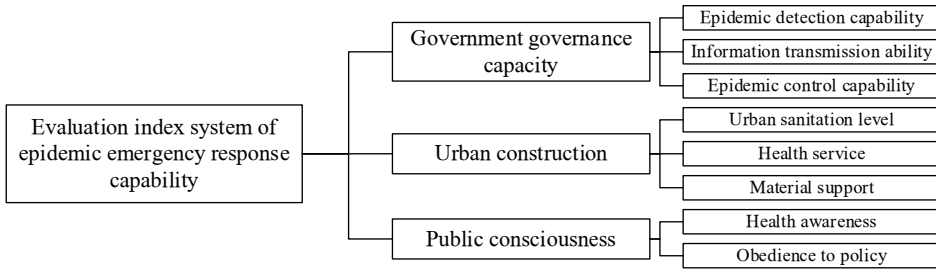 Evaluation index system of
epidemic emergency response
capability
Government governance
capacity
Epidemic detection capability
Information transmission ability
Epidemic control capability
Urban construction
Urban sanitation level
Health service
Material support
Public consciousness
Health awareness
Obedience to policy